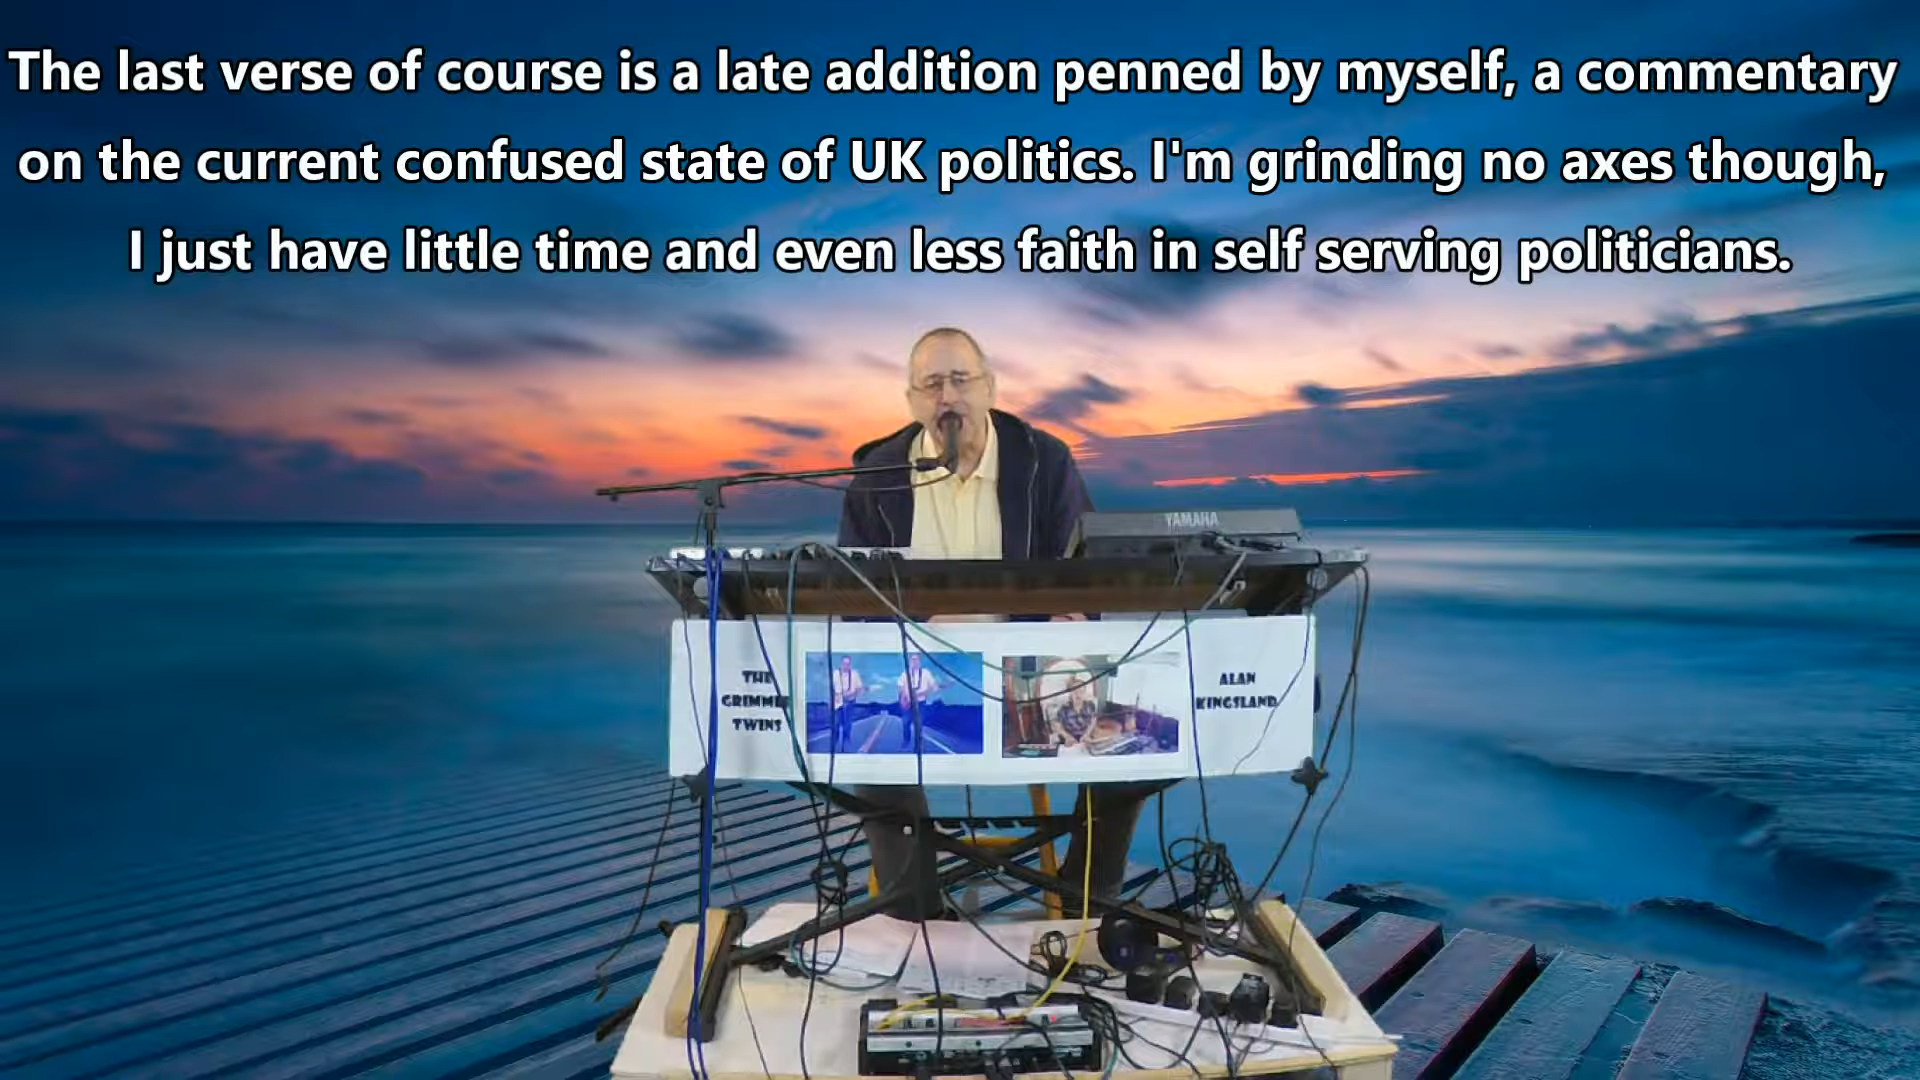 The last verse of course is a late addition penned by myself, a commentary
on the current confused state of UK politics. I'm grinding no axes though,
I just have little time and even less faith in self serving politicians.
YAMAHA
THE
GRIMMER
TWINS
ALAN
KINGSLAND